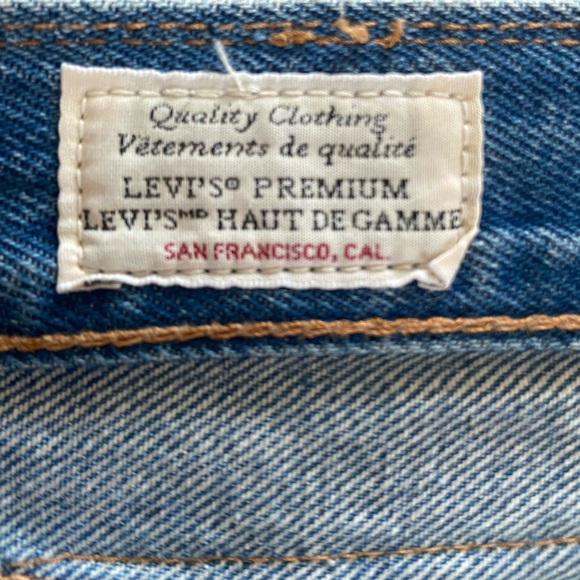 Quality Clothing
Vêtements de qualité
LEVI'S® PREMIUM
LEVI'Sᴹᴰ HAUT DE GAMME
SAN FRANCISCO, CAL.